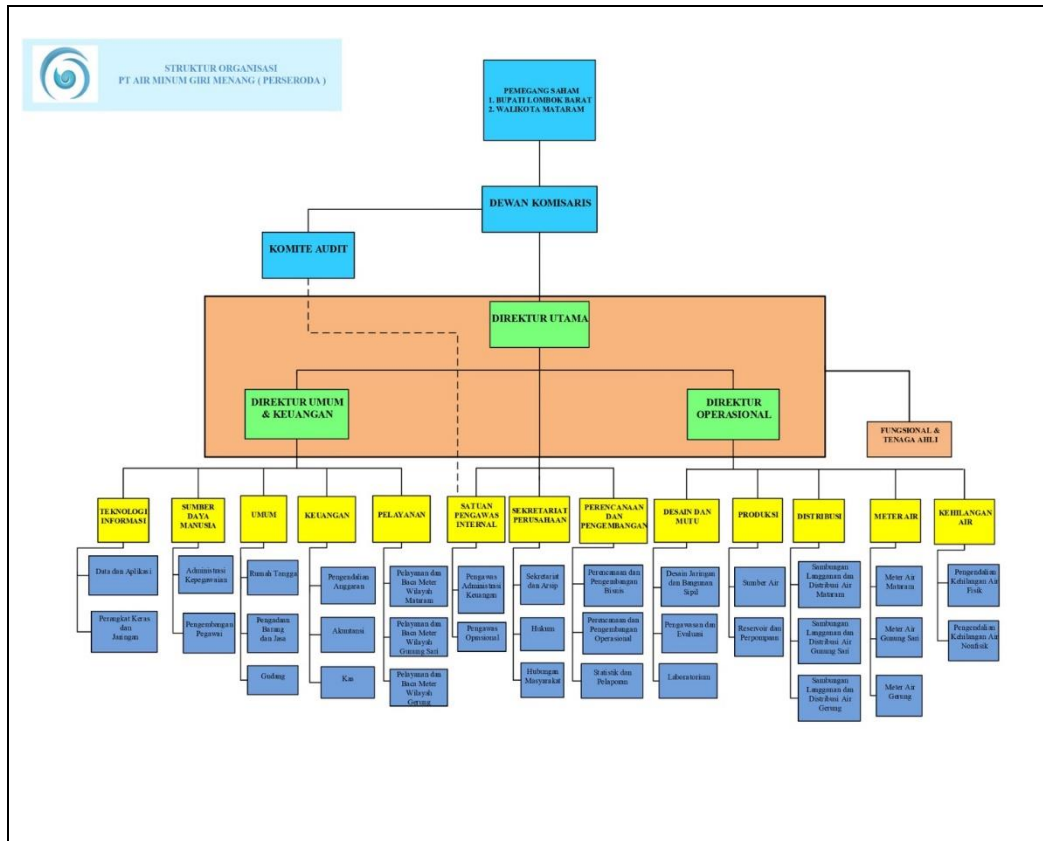 STRUKTUR ORGANISASI
PT AIR MINUM GIRI MENANG ( PERSERODA )
PEMEGANG SAHAM
1. BUPATI LOMBOK BARAT
2. WALIKOTA MATARAM
DEWAN KOMISARIS
KOMITE AUDIT
DIREKTUR UTAMA
DIREKTUR UMUM
& KEUANGAN
DIREKTUR
OPERASIONAL
FUNGSIONAL &
TENAGA AHLI
TEKNOLOGI
INFORMASI
SUMBER
DAYA
MANUSIA
UMUM
KEUANGAN
PELAYANAN
SATUAN
PENGAWAS
INTERNAL
SEKRETARIAT
PERUSAHAAN
PERENCANAAN
DAN
PENGEMBANGAN
DESAIN DAN
MUTU
PRODUKSI
DISTRIBUSI
METER AIR
KEHILANGAN
AIR
Data dan Aplikasi
Perangkat Keras
dan
Jaringan
Administrasi
Kepegawaian
Pengembangan
Pegawai
Rumah Tangga
Pengadaan
Barang
dan Jasa
Gudang
Pengendalian
Anggaran
Akuntansi
Kas
Pelayanan dan
Baca Meter
Wilayah
Mataram
Pelayanan dan
Baca Meter
Wilayah
Gunung Sari
Pelayanan dan
Baca Meter
Wilayah
Gerung
Pengawas
Administrasi
Keuangan
Pengawas
Oprasional
Sekretariat
dan Arsip
Hukum
Hubungan
Masyarakat
Perencanaan dan
Pengembangan
Bisnis
Perencanaan dan
Pengembangan
Operasional
Statistik dan
Pelaporan
Desain Jaringan
dan Bangunan
Sipil
Pengawasan dan
Evaluasi
Laboratorium
Sumber Air
Reservoir dan
Perpompaan
Sambungan
Langganan dan
Distribusi Air
Mataram
Sambungan
Langganan dan
Distribusi Air
Gunung Sari
Sambungan
Langganan dan
Distribusi Air
Gerung
Meter Air
Mataram
Meter Air
Gunung Sari
Meter Air
Gerung
Pengendalian
Kehilangan Air
Fisik
Pengendalian
Kehilangan Air
Nonfisik